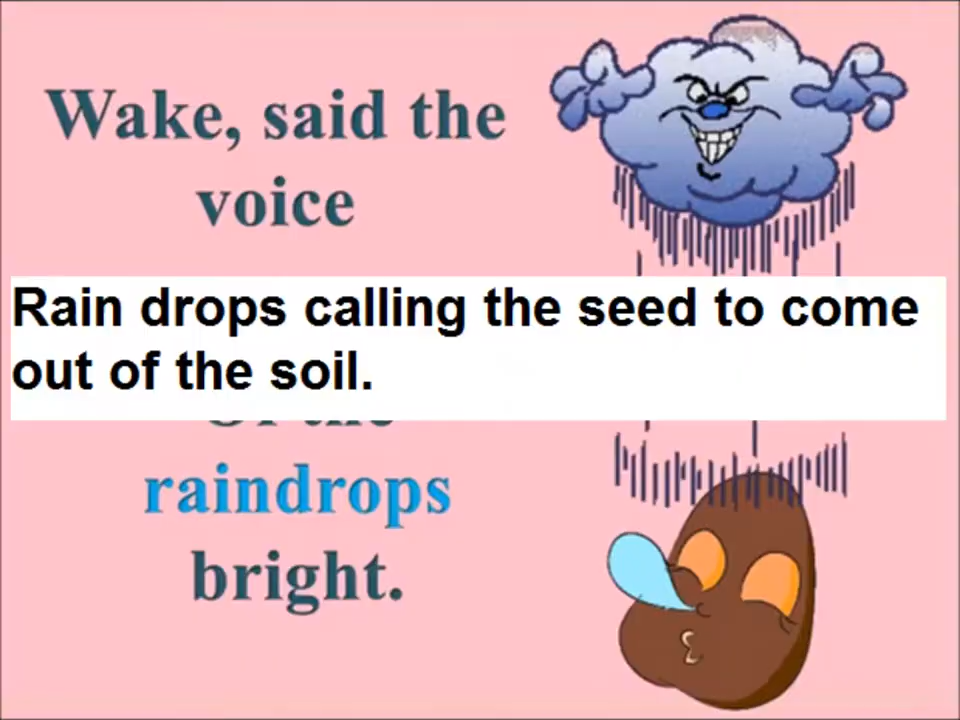 Wake, said the
voice
Rain drops calling the seed to come
out of the soil.
raindrops
bright.